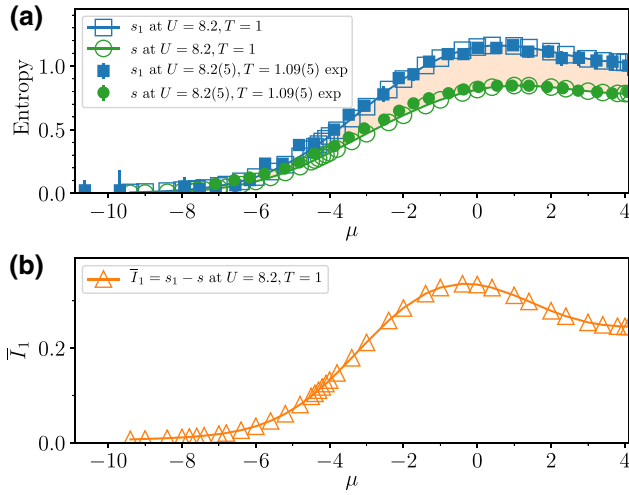 (a)
s₁ at U = 8.2, T = 1
s at U = 8.2, T = 1
s₁ at U = 8.2(5), T = 1.09(5) exp
s at U = 8.2(5), T = 1.09(5) exp
Entropy
1.0
0.5
0.0
−10 −8 −6 −4 −2 0 2 4
μ
(b)
I̅₁ = s₁ − s at U = 8.2, T = 1
I̅₁
0.2
0.0
−10 −8 −6 −4 −2 0 2 4
μ